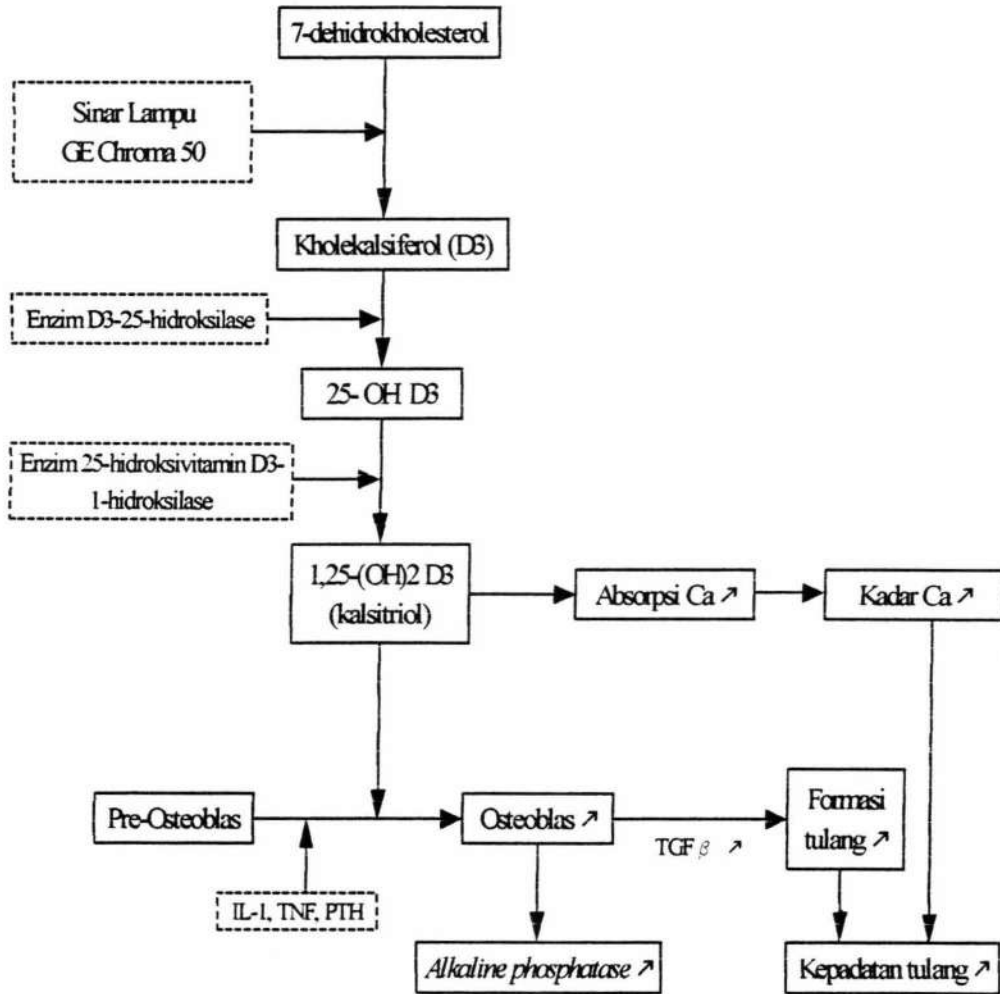 7-dehidrokholesterol
Sinar Lampu
GE Chroma 50
Kholekalsiferol (D3)
Enzim D3-25-hidroksilase
25- OH D3
Enzim 25-hidroksivitamin D3-
1-hidroksilase
1,25-(OH)2 D3
(kalsitriol)
Absorpsi Ca ↗
Kadar Ca ↗
Pre-Osteoblas
Osteoblas ↗
TGF β ↗
Formasi
tulang ↗
IL-1, TNF, PTH
Alkaline phosphatase ↗
Kepadatan tulang ↗